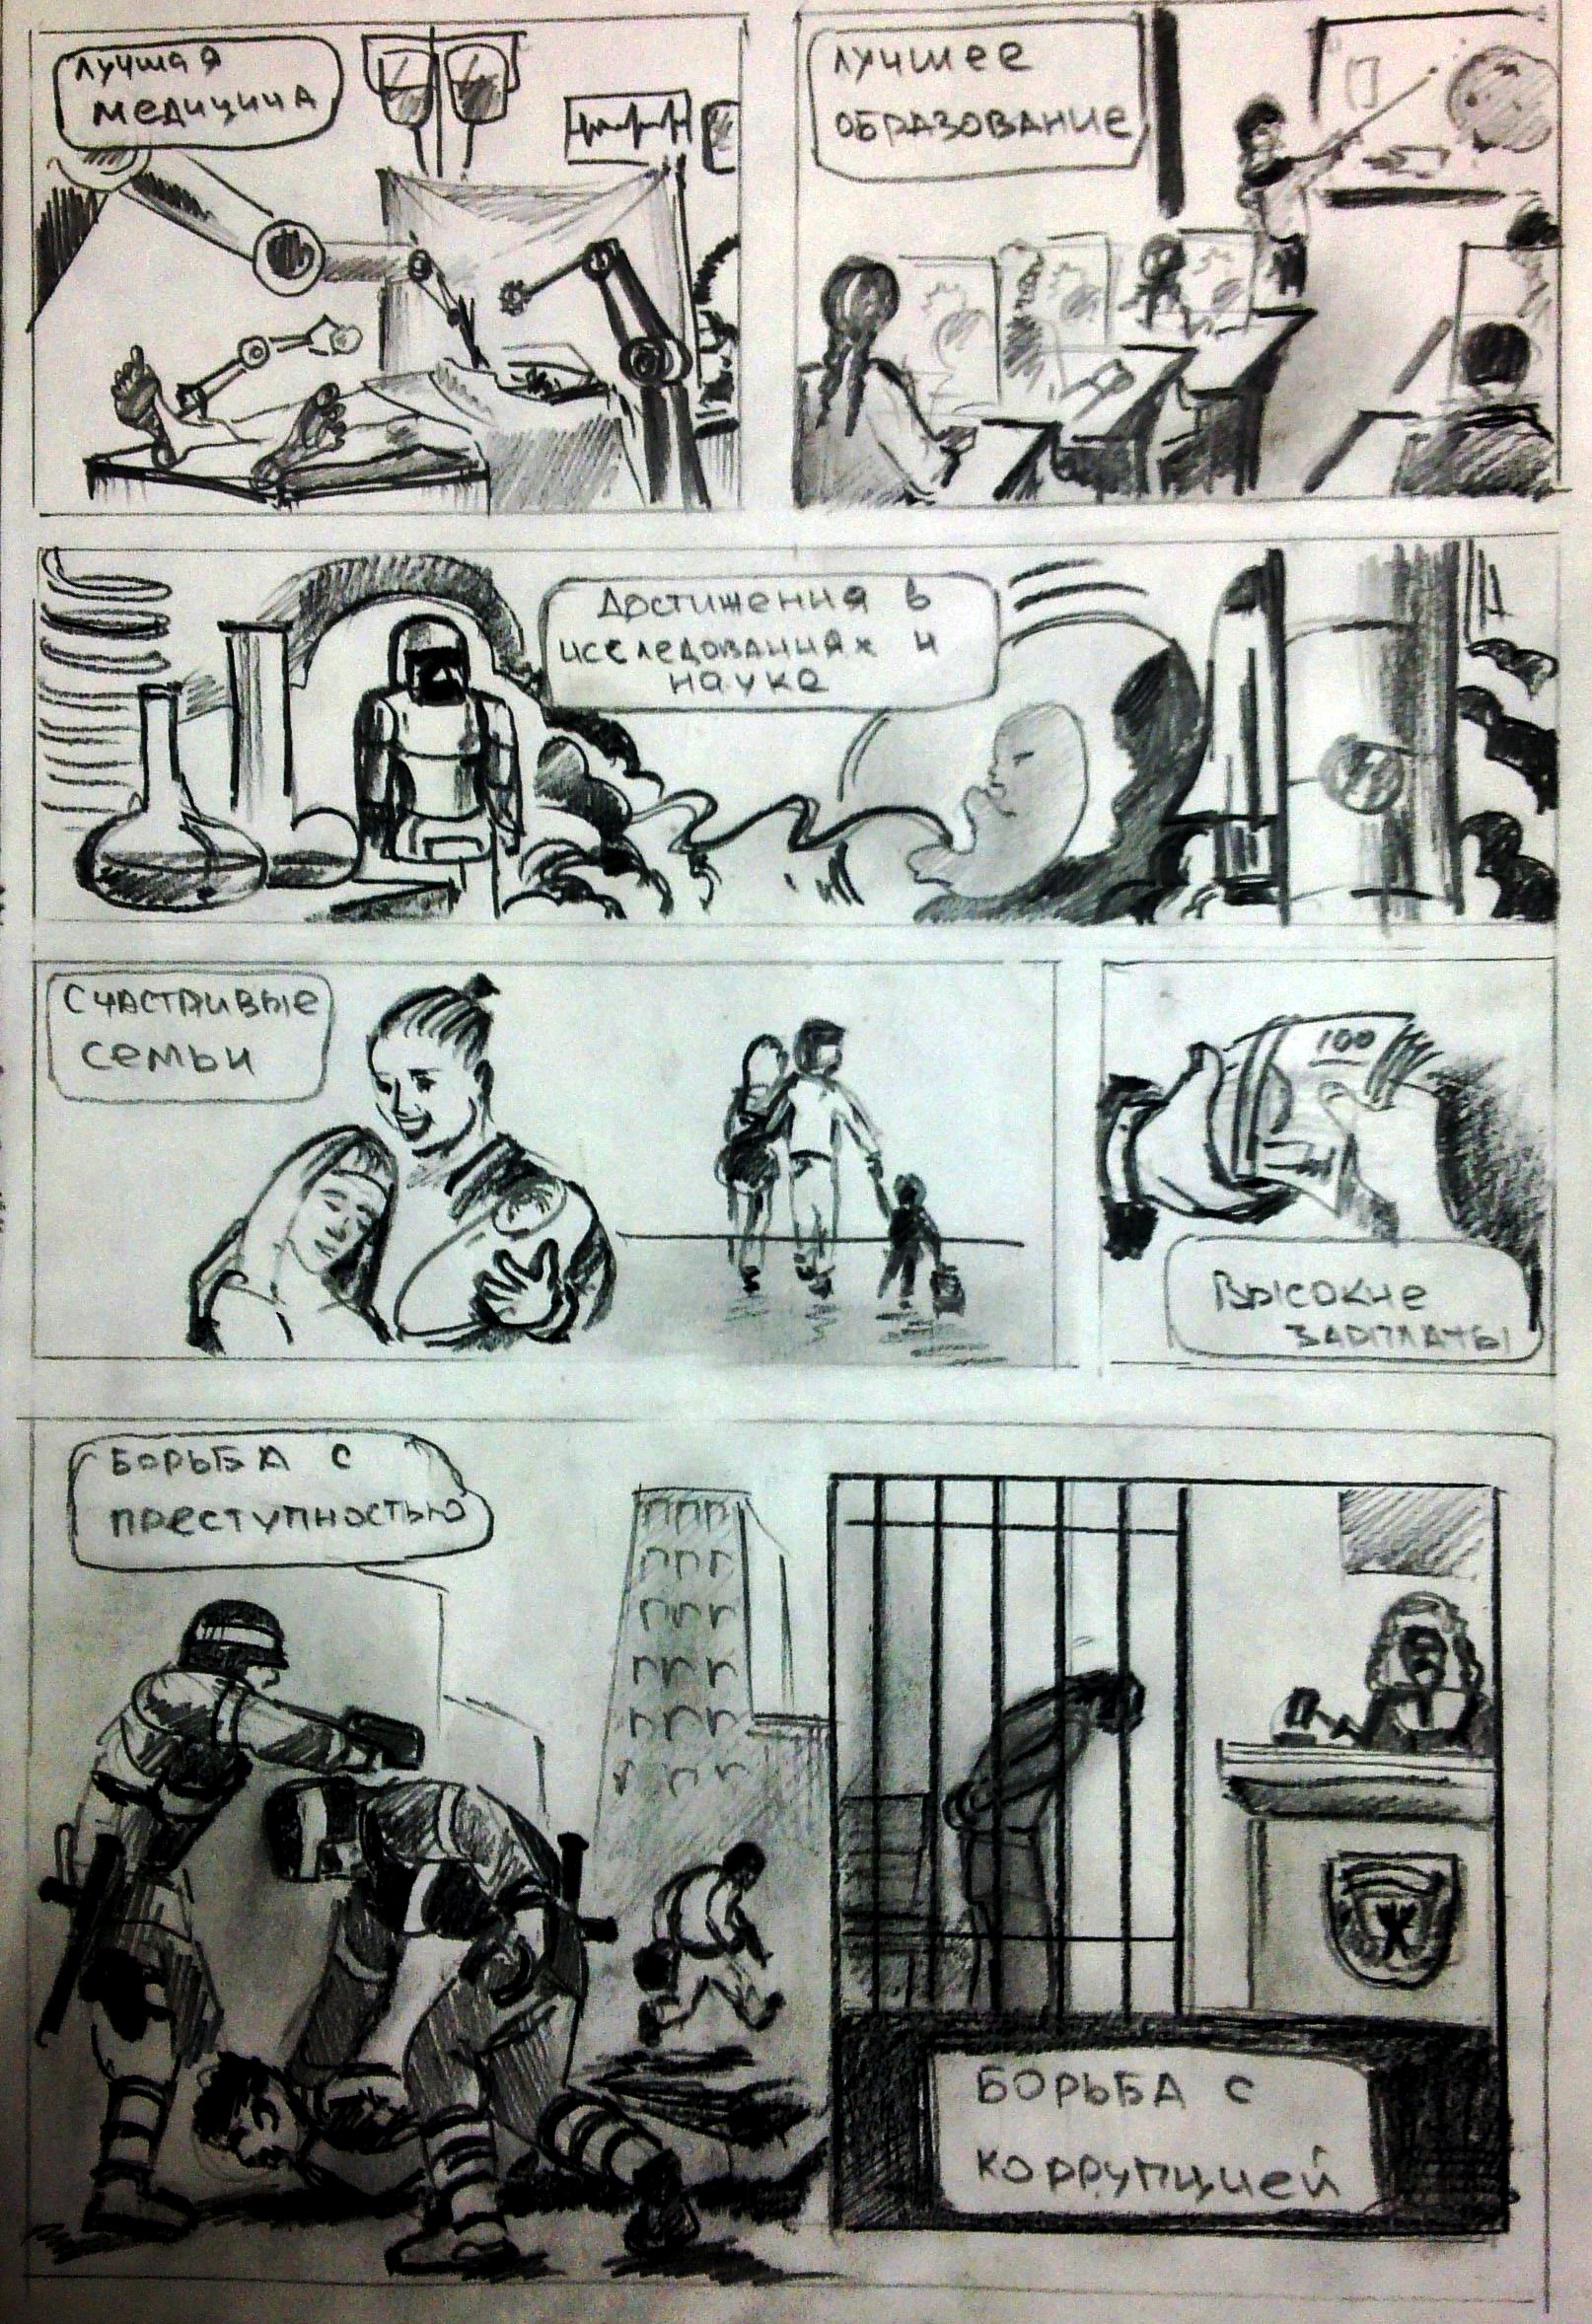 лучшая
медицина
лучшее
образование
Достижения в
исследованиях и
науке
счастливые
семьи
100
Высокие
зарплаты
Борьба с
преступностью
Борьба с
коррупцией